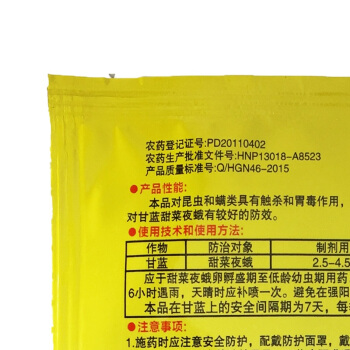 农药登记证号:PD20110402
农药生产批准文件号:HNP13018-A8523
产品质量标准号:Q/HGN46-2015
●产品性能:
本品对昆虫和螨类具有触杀和胃毒作用,
对甘蓝甜菜夜蛾有较好的防效。
●使用技术和使用方法:
作物 防治对象 制剂用
甘蓝 甜菜夜蛾 2.5-4.5
应于甜菜夜蛾卵孵盛期至低龄幼虫期用药
6小时遇雨,天晴时应补喷一次。避免在强阳
本品在甘蓝上的安全间隔期为7天,每
●注意事项:
1.施药时应注意安全防护,配戴防护面罩,戴